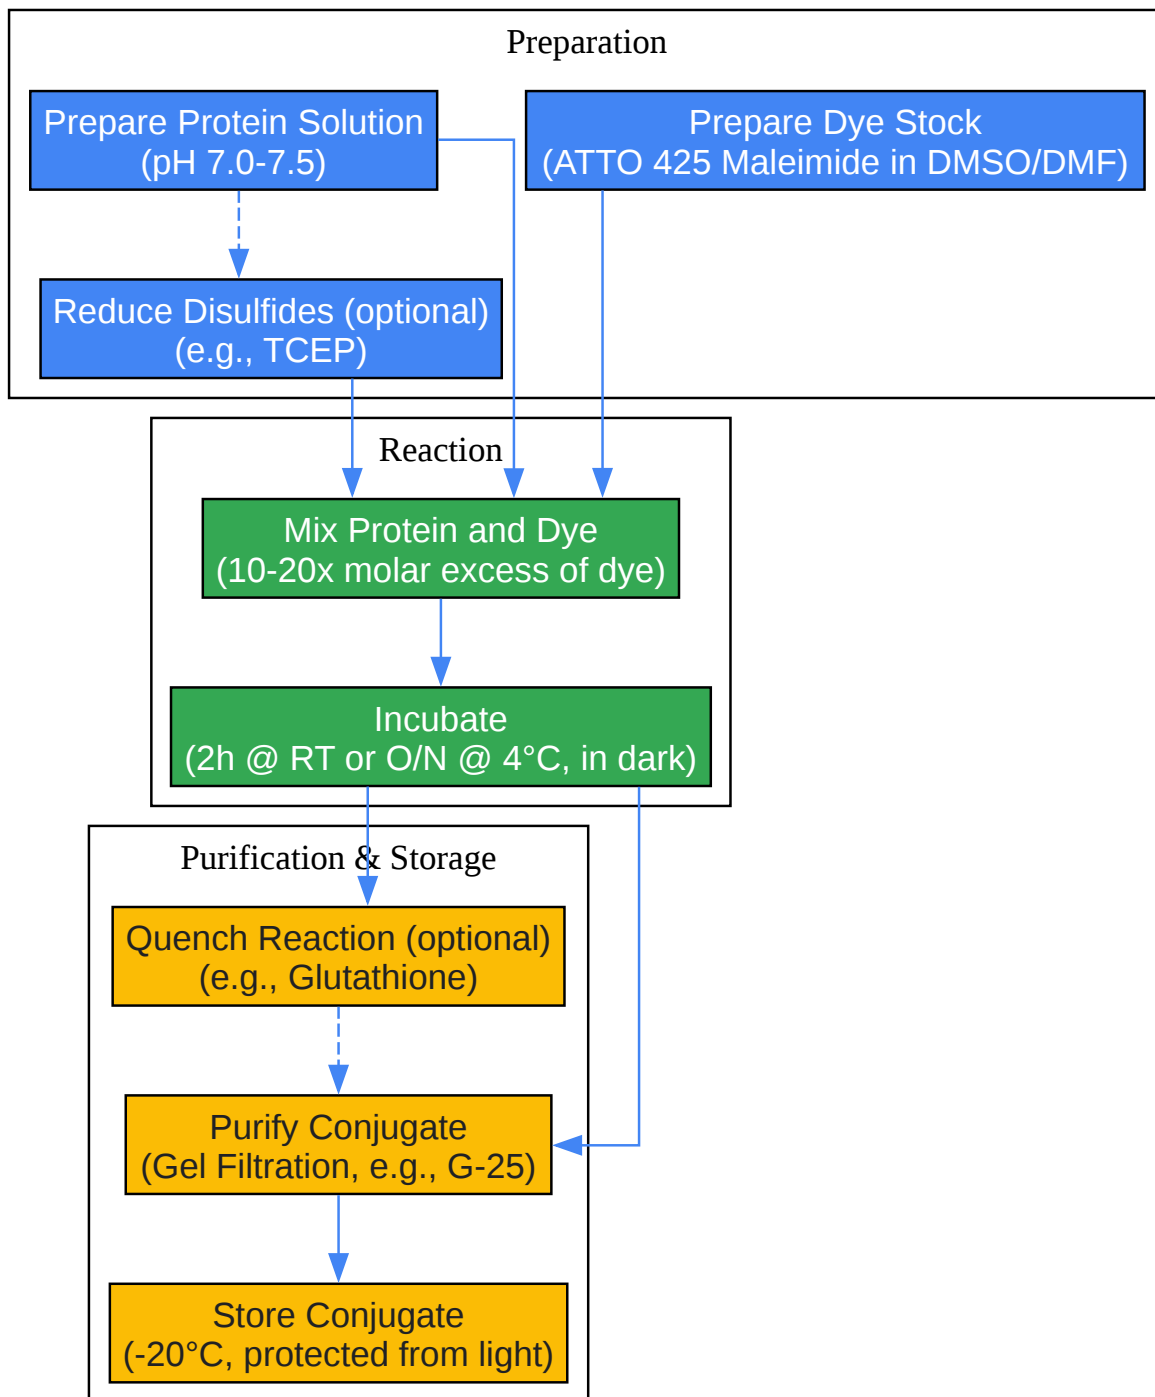 Preparation
Prepare Protein Solution
(pH 7.0-7.5)
Prepare Dye Stock
(ATTO 425 Maleimide in DMSO/DMF)
Reduce Disulfides (optional)
(e.g., TCEP)
Reaction
Mix Protein and Dye
(10-20x molar excess of dye)
Incubate
(2h @ RT or O/N @ 4°C, in dark)
Purification & Storage
Quench Reaction (optional)
(e.g., Glutathione)
Purify Conjugate
(Gel Filtration, e.g., G-25)
Store Conjugate
(-20°C, protected from light)